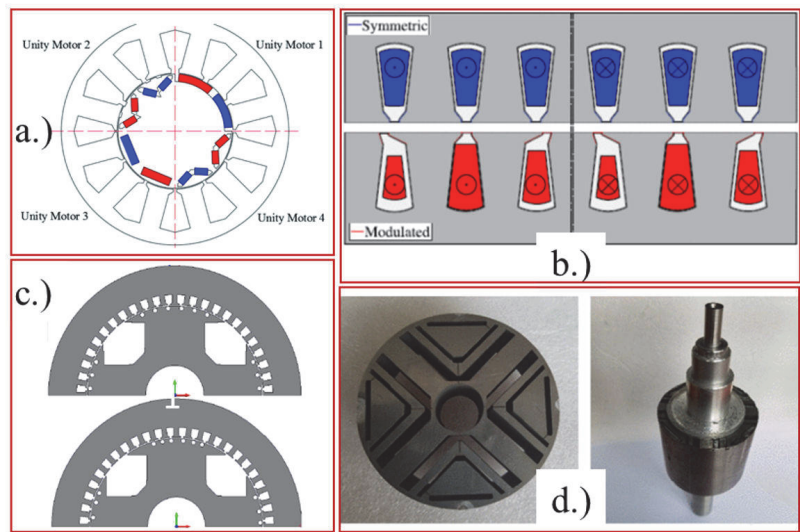 Unity Motor 2
Unity Motor 1
a.)
Unity Motor 3
Unity Motor 4
Symmetric
Modulated
b.)
c.)
d.)